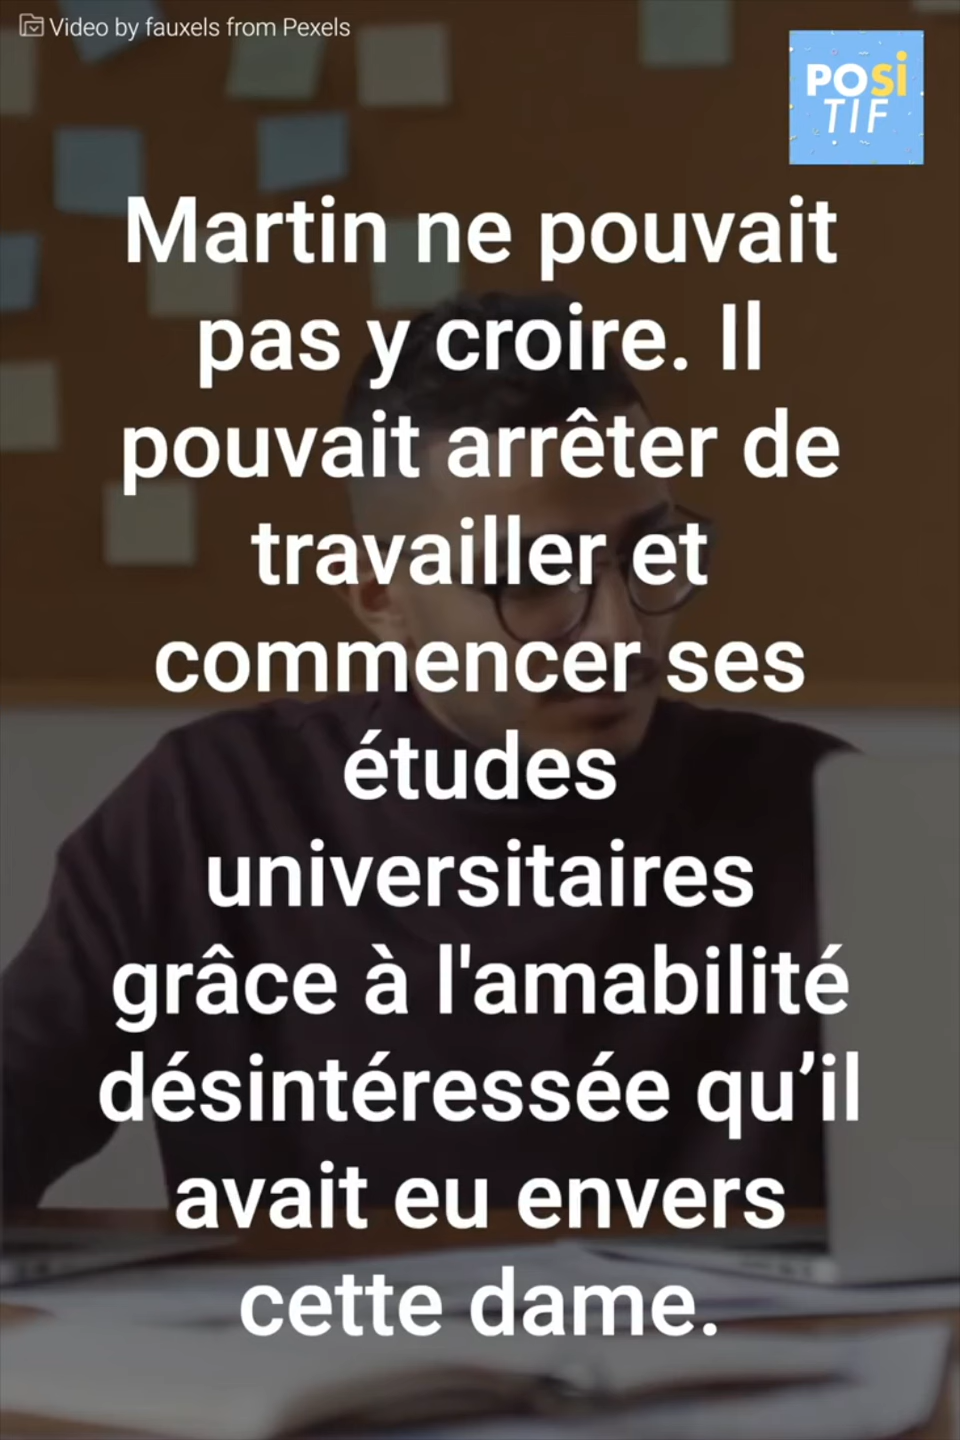 Video by fauxels from Pexels
POSi
TIF
Martin ne pouvait
pas y croire. Il
pouvait arrêter de
travailler et
commencer ses
études
universitaires
grâce à l'amabilité
désintéressée qu’il
avait eu envers
cette dame.